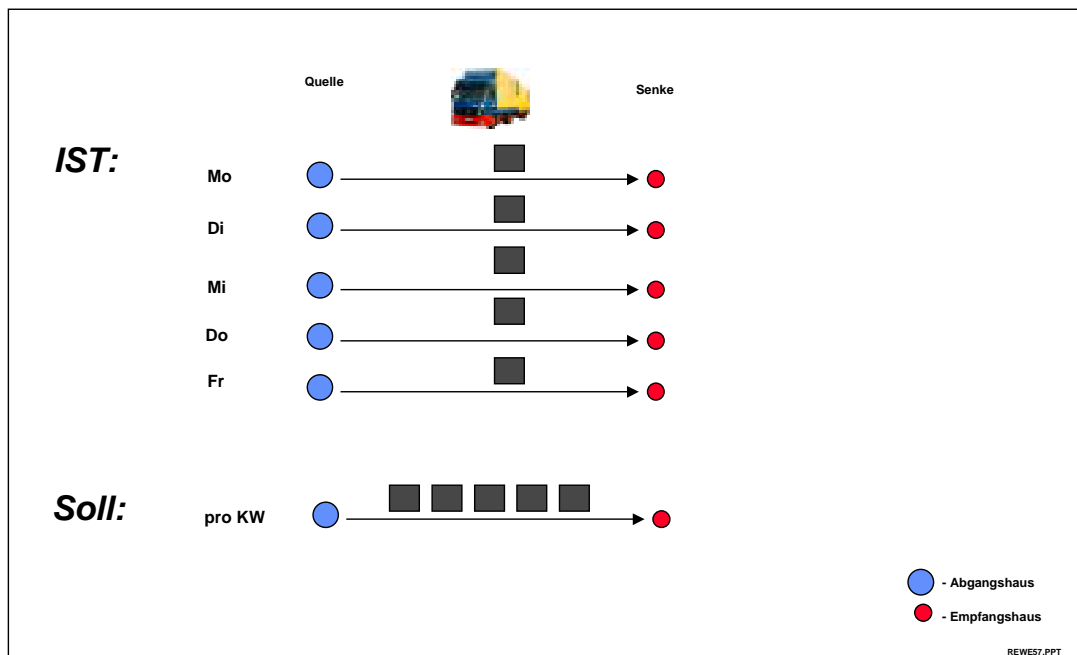 Quelle
Senke
IST:
Mo
Di
Mi
Do
Fr
Soll:
pro KW
- Abgangshaus
- Empfangshaus
REWE57.PPT